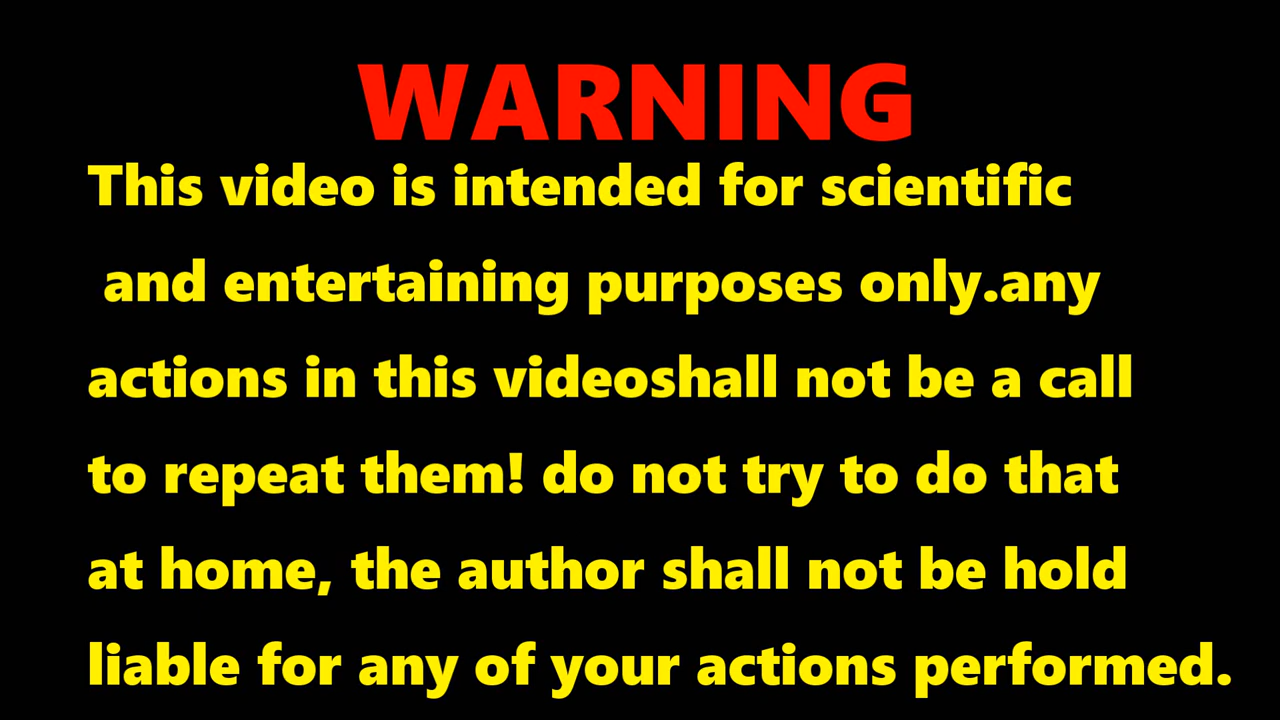 WARNING
This video is intended for scientific
and entertaining purposes only.any
actions in this videoshall not be a call
to repeat them! do not try to do that
at home, the author shall not be hold
liable for any of your actions performed.